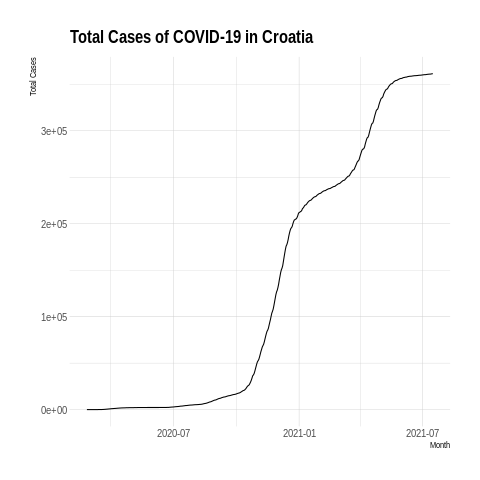 Total Cases of COVID-19 in Croatia
Total Cases
3e+05
2e+05
1e+05
0e+00
2020-07 2021-01 2021-07
Month